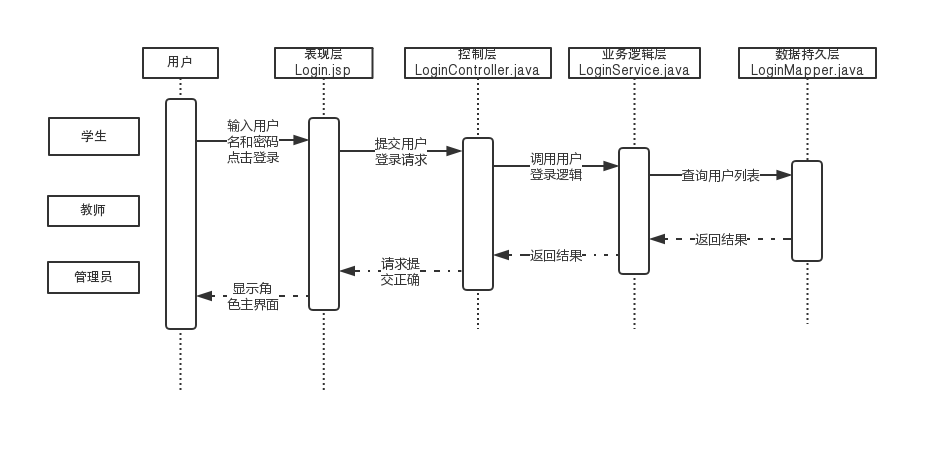 用户
表现层
Login.jsp
控制层
LoginController.java
业务逻辑层
LoginService.java
数据持久层
LoginMapper.java
学生
教师
管理员
输入用户
名和密码
点击登录
提交用户
登录请求
调用用户
登录逻辑
查询用户列表
返回结果
返回结果
请求提
交正确
显示角
色主界面